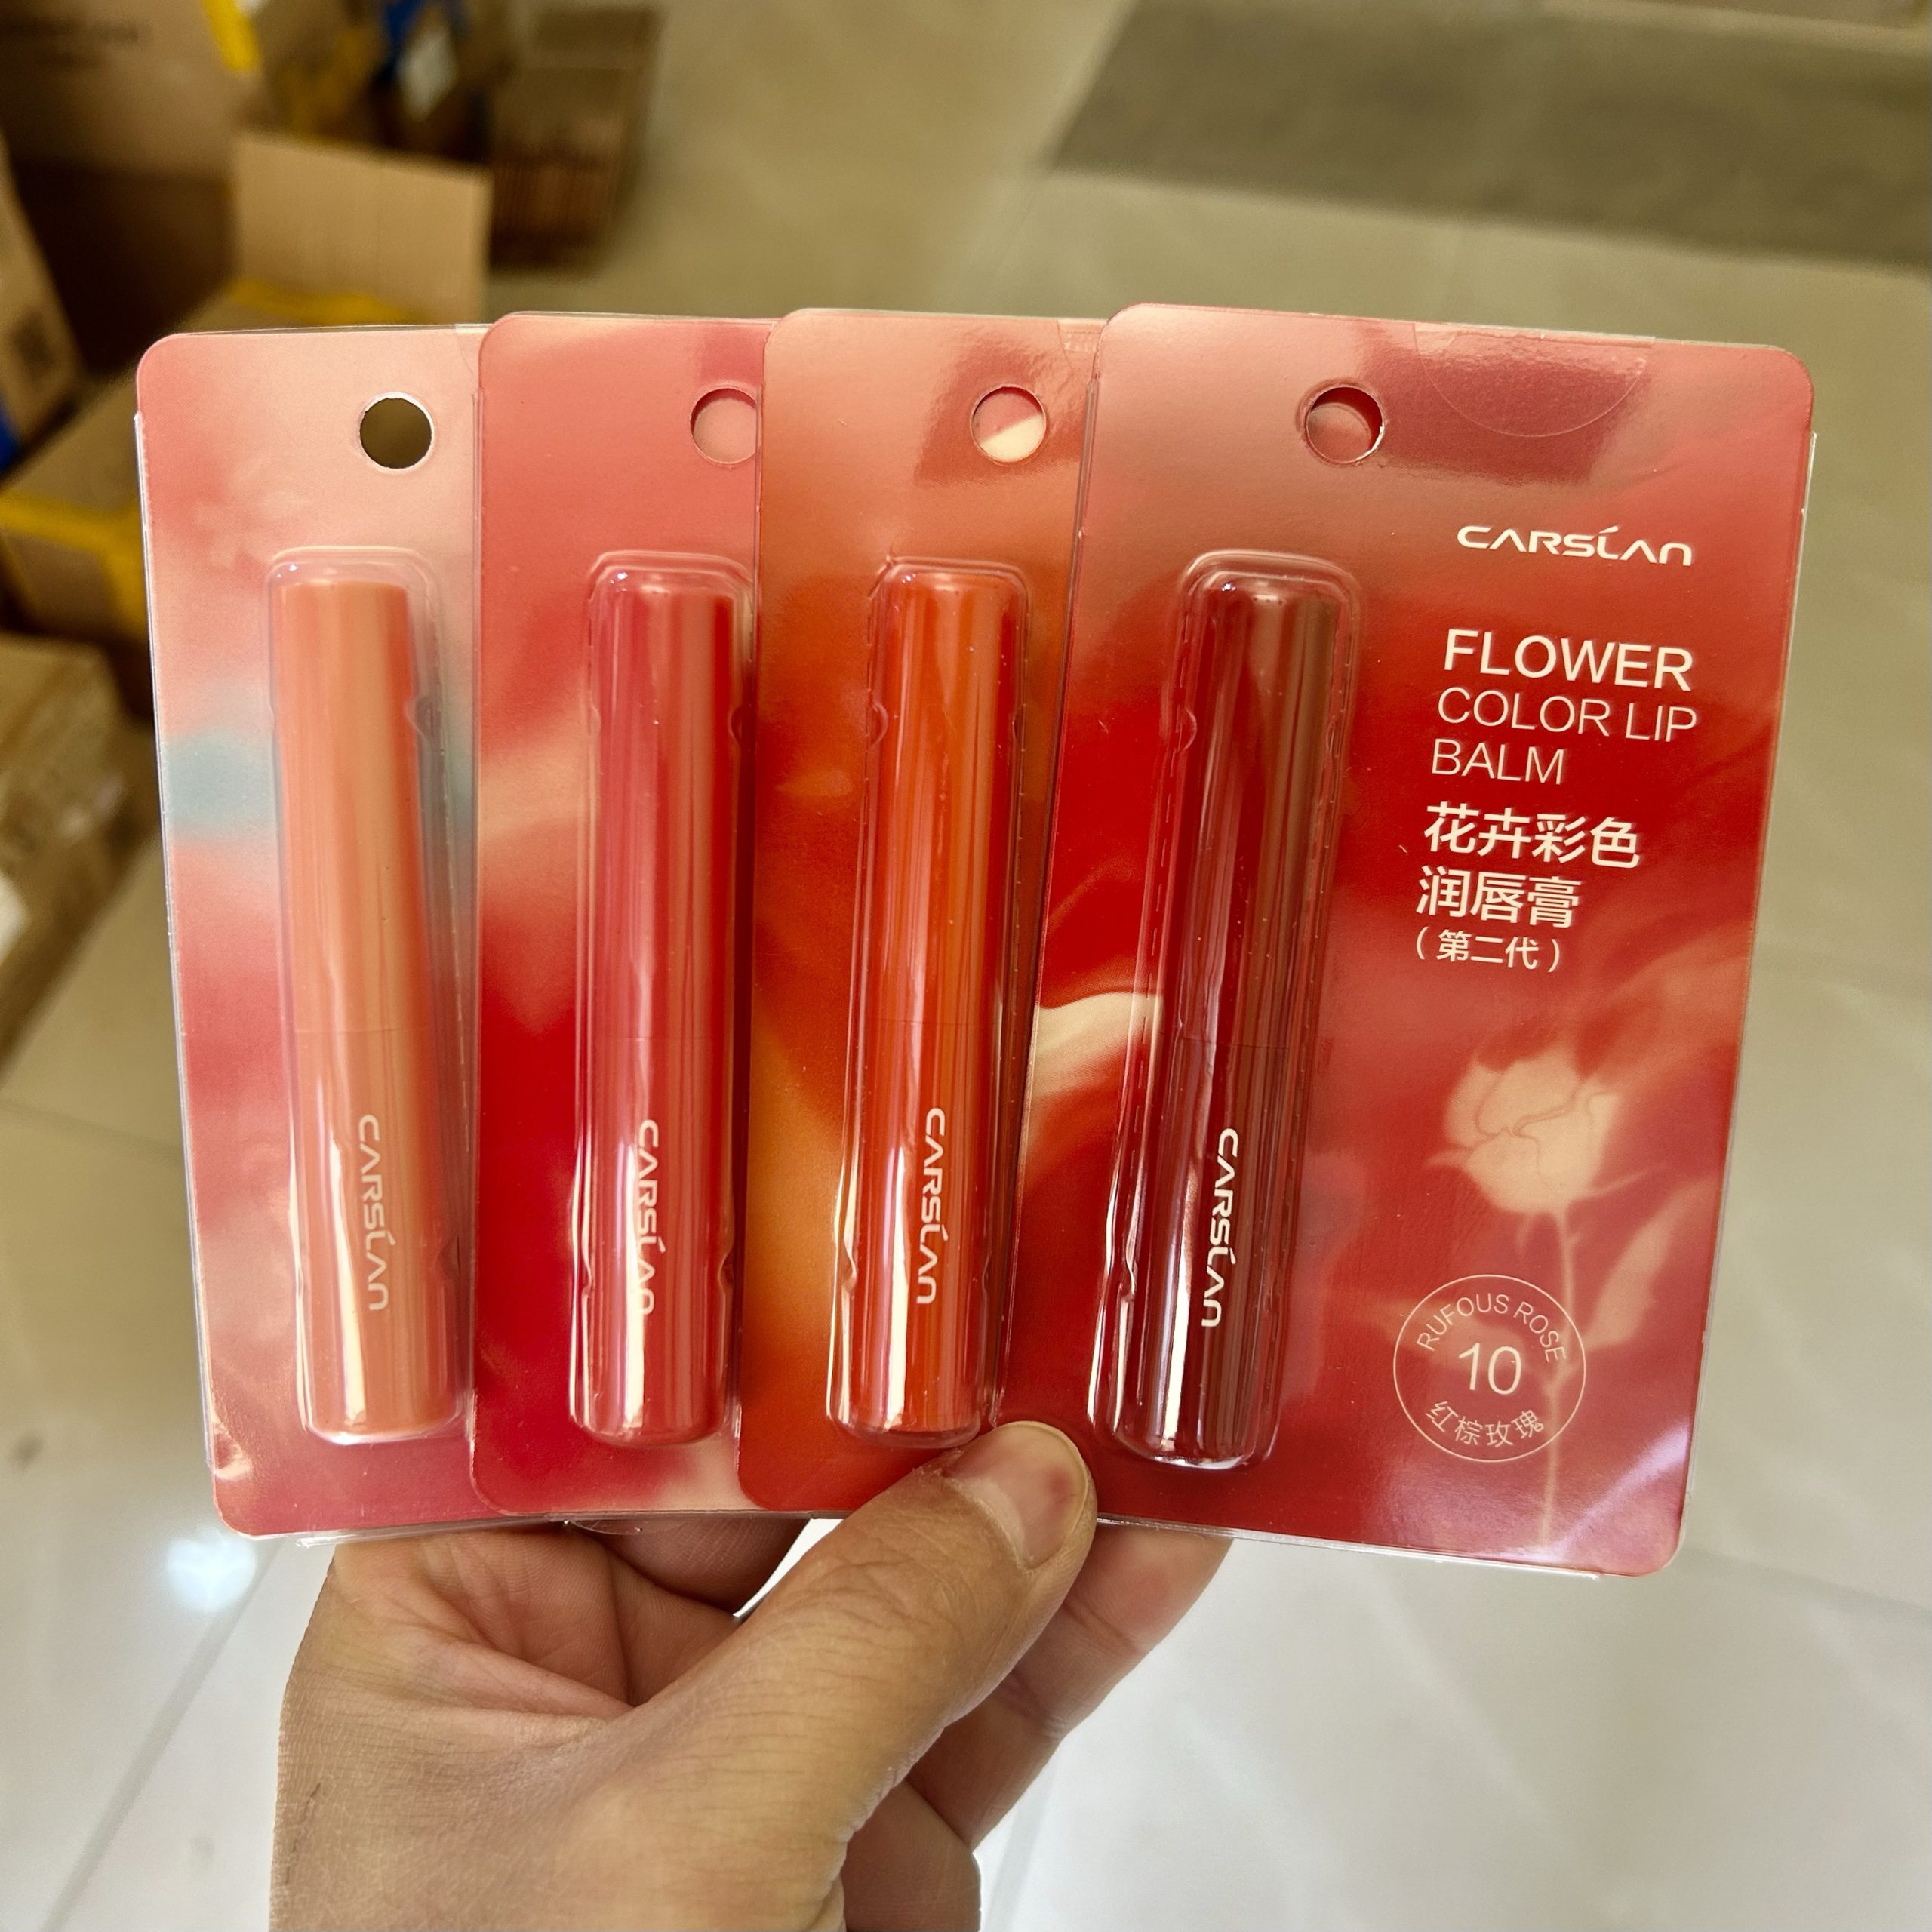 CARSLAN
CARSLAN
CARSLAN
CARSLAN
CARSLAN
FLOWER
COLOR LIP
BALM
花卉彩色
润唇膏
(第二代)
RUFOUS ROSE
10
红棕玫瑰